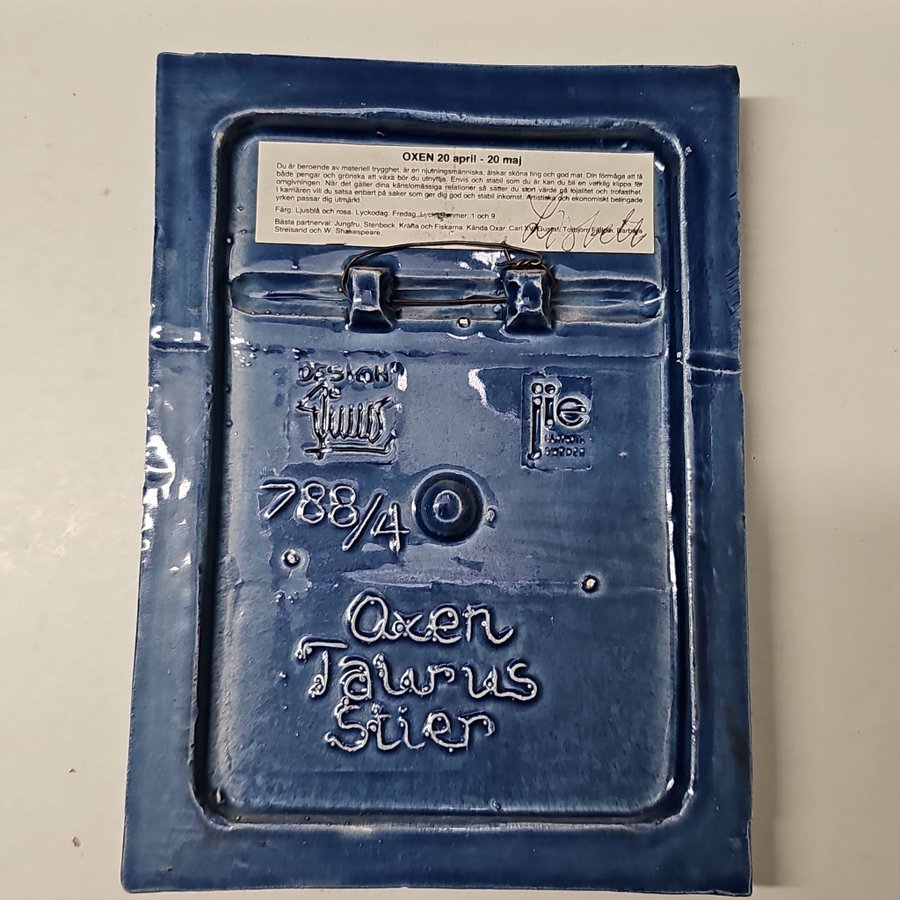 OXEN 20 april - 20 maj
Du är beroende av materiell trygghet, är en njutningsmänniska, älskar sköna ting och god mat. Din förmåga att få
både pengar och grönska att växa bör du utnyttja. Envis och stabil som du är kan du bli en verklig klippa för
omgivningen. När det gäller dina känslomässiga relationer så sätter du stort värde på lojalitet och trofasthet.
I karriären vill du satsa enbart på saker som ger dig god och stabil inkomst. Artistiska och ekonomiskt betingade
yrken passar dig utmärkt.
Färg: Ljusblå och rosa, Lyckodag: Fredag, Lyckonummer: 1 och 9.
Bästa partnerval: Jungfru, Stenbock, Kräfta och Fiskarna. Kända Oxar: Carl XVI Gustaf, Torbjörn Fälldin, Barbara
Streisand och W. Shakespeare.
Lisbeth
DESIGN
jie
GANTOFTA
SWEDEN
788/4
Oxen
Taurus
Stier